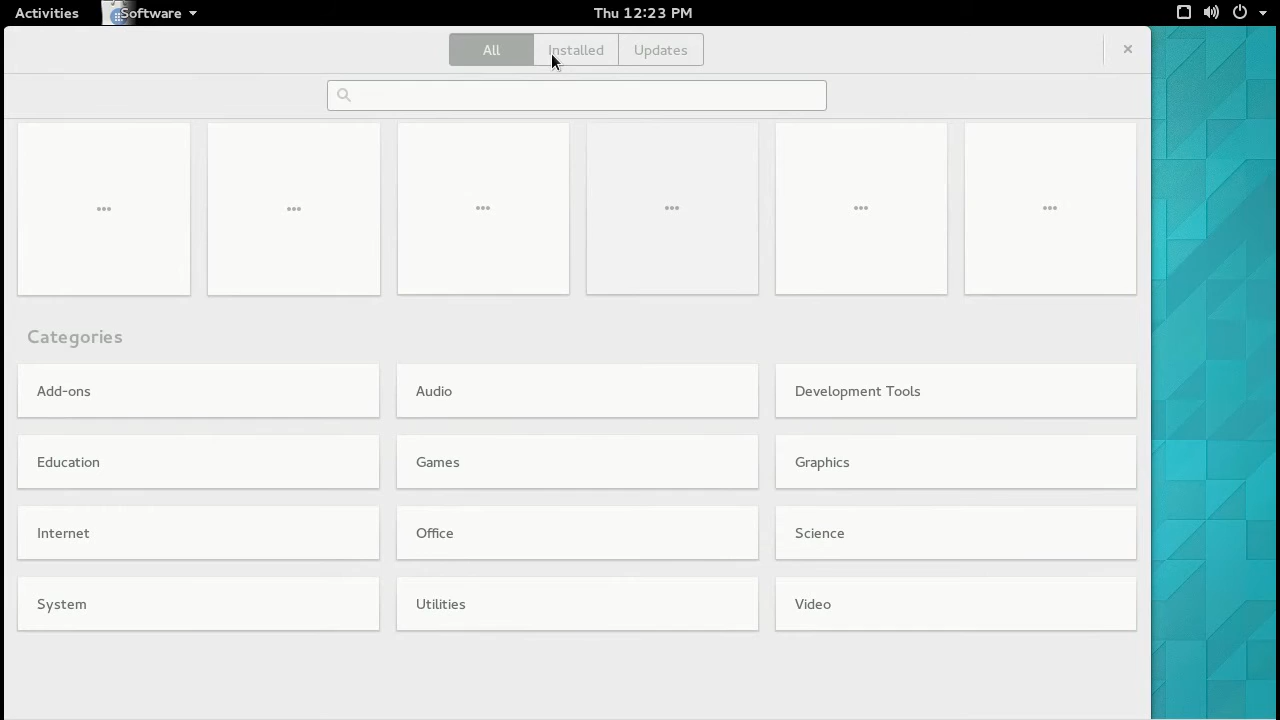 Activities Software Thu 12:23 PM
All Installed Updates
Categories
Add-ons Audio Development Tools
Education Games Graphics
Internet Office Science
System Utilities Video